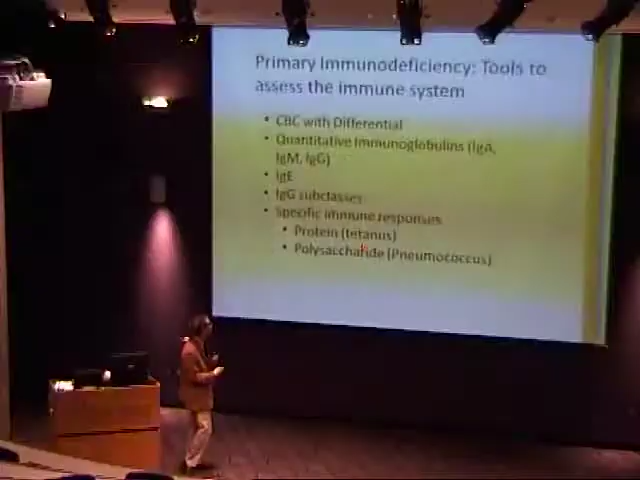 Primary Immunodeficiency: Tools to
assess the immune system
• CBC with Differential
• Quantitative Immunoglobulins (IgA,
IgM, IgG)
• IgE
• IgG subclasses
• Specific immune responses
• Protein (tetanus)
• Polysaccharide (Pneumococcus)